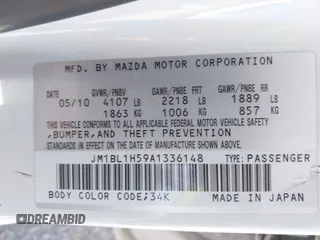 MFD. BY MAZDA MOTOR CORPORATION
GVWR/PNBV GAWR/PNBE FRT GAWR/PNBE RR
05/10 4107 LB 2218 LB 1889 LB
1863 KG 1006 KG 857 KG
THIS VEHICLE CONFORMS TO ALL APPLICABLE FEDERAL MOTOR VEHICLE SAFETY
,BUMPER,AND THEFT PREVENTION
STANDARDS IN EFFECT ON THE DATE OF MANUFACTURE SHOWN ABOVE.
JM1BL1H59A1336148 TYPE:PASSENGER
BODY COLOR CODE:34K MADE IN JAPAN
DREAMBID